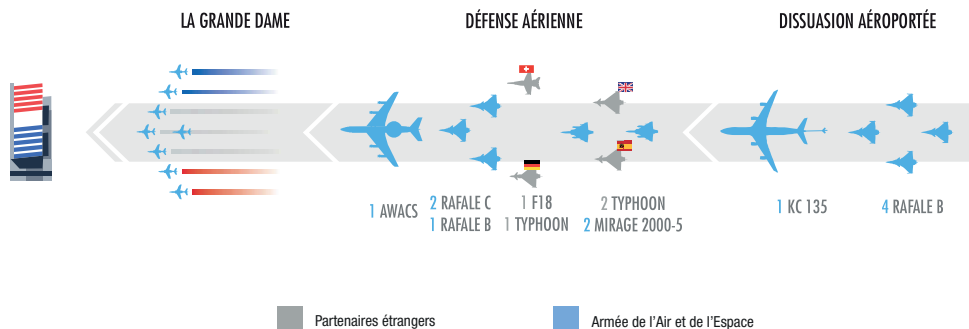 LA GRANDE DAME
DÉFENSE AÉRIENNE
DISSUASION AÉROPORTÉE
1 AWACS
2 RAFALE C
1 RAFALE B
1 F18
1 TYPHOON
2 TYPHOON
2 MIRAGE 2000-5
1 KC 135
4 RAFALE B
Partenaires étrangers
Armée de l'Air et de l'Espace